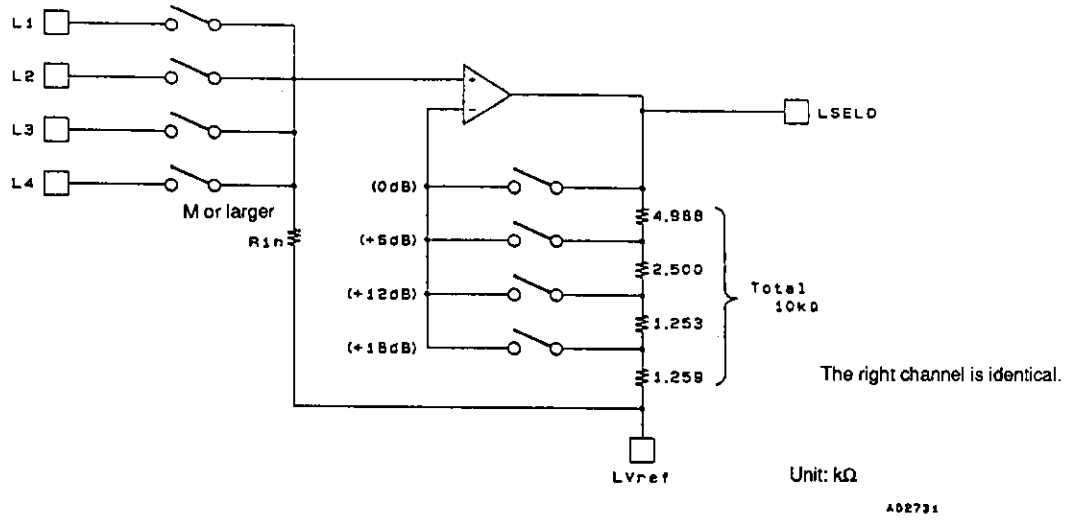 L1
L2
L3
L4
M or larger
Rin
+
−
LSELO
(0dB)
4.988
(+6dB)
2.500
(+12dB)
1.253
(+18dB)
1.259
Total
10kΩ
The right channel is identical.
LVref
Unit: kΩ
A02731